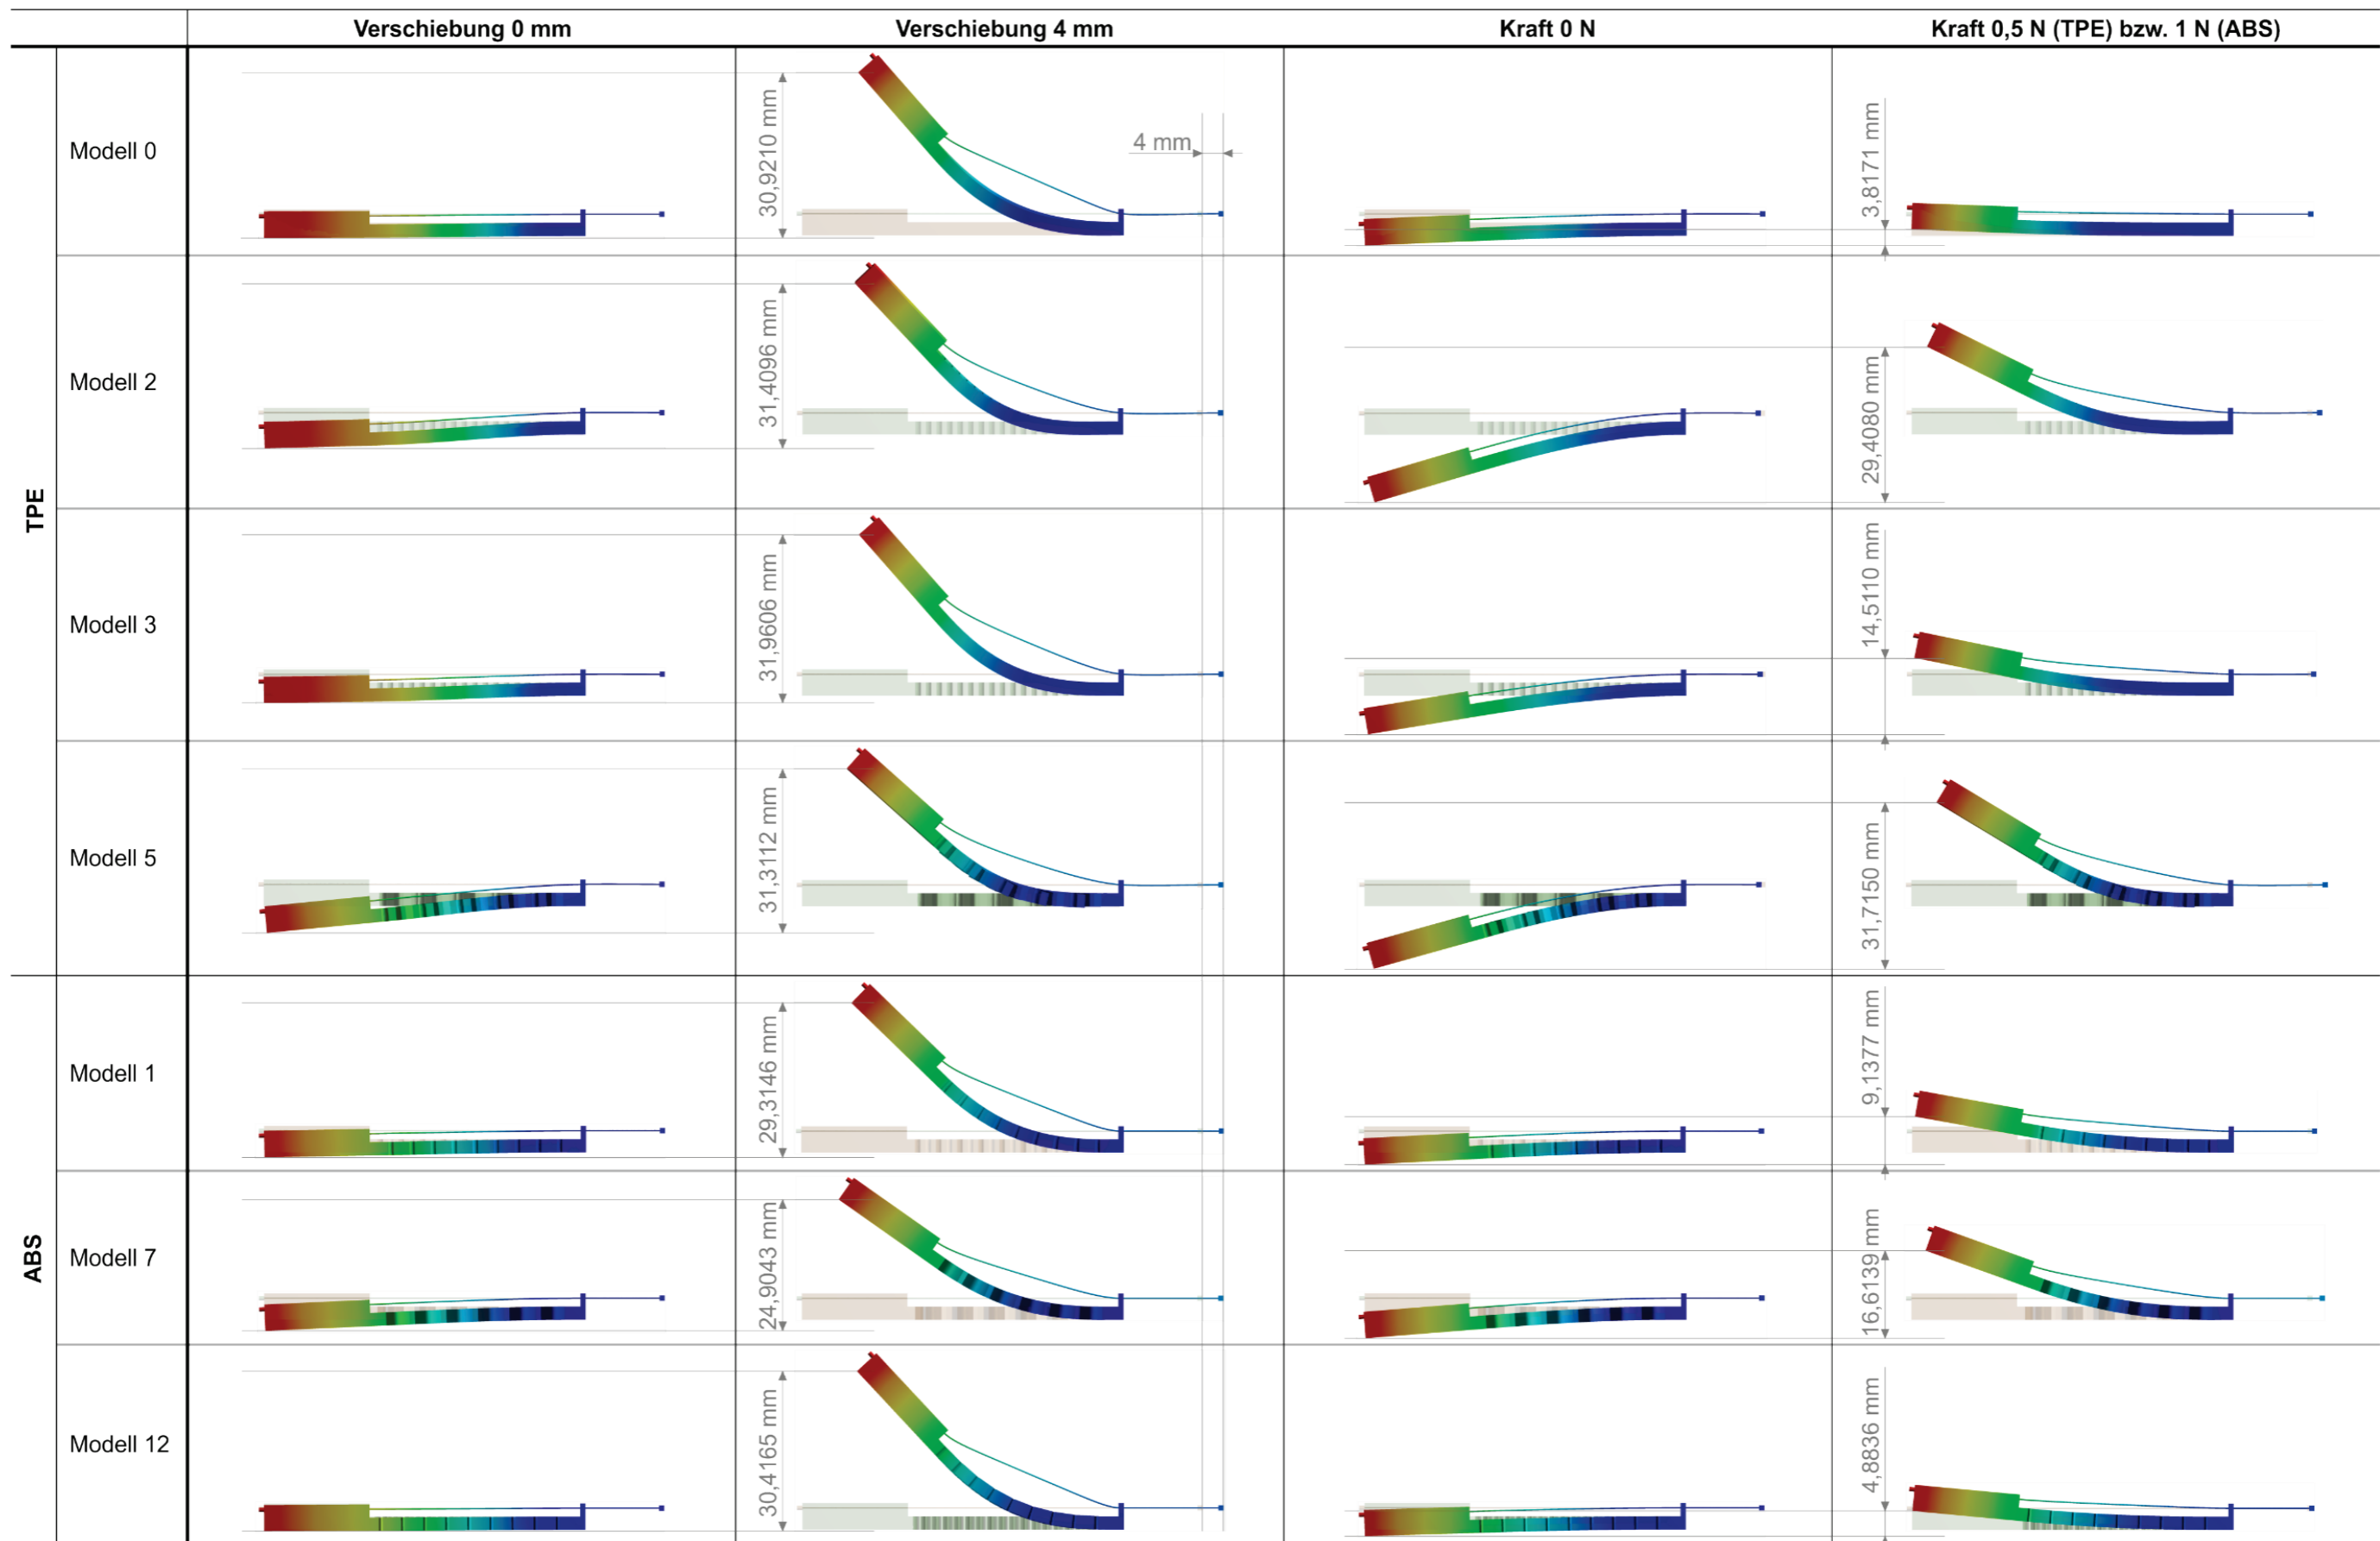 Verschiebung 0 mm
Verschiebung 4 mm
Kraft 0 N
Kraft 0,5 N (TPE) bzw. 1 N (ABS)
TPE
Modell 0
30,9210 mm
4 mm
3,8171 mm
Modell 2
31,4096 mm
29,4080 mm
Modell 3
31,9606 mm
14,5110 mm
Modell 5
31,3112 mm
31,7150 mm
ABS
Modell 1
29,3146 mm
9,1377 mm
Modell 7
24,9043 mm
16,6139 mm
Modell 12
30,4165 mm
4,8836 mm